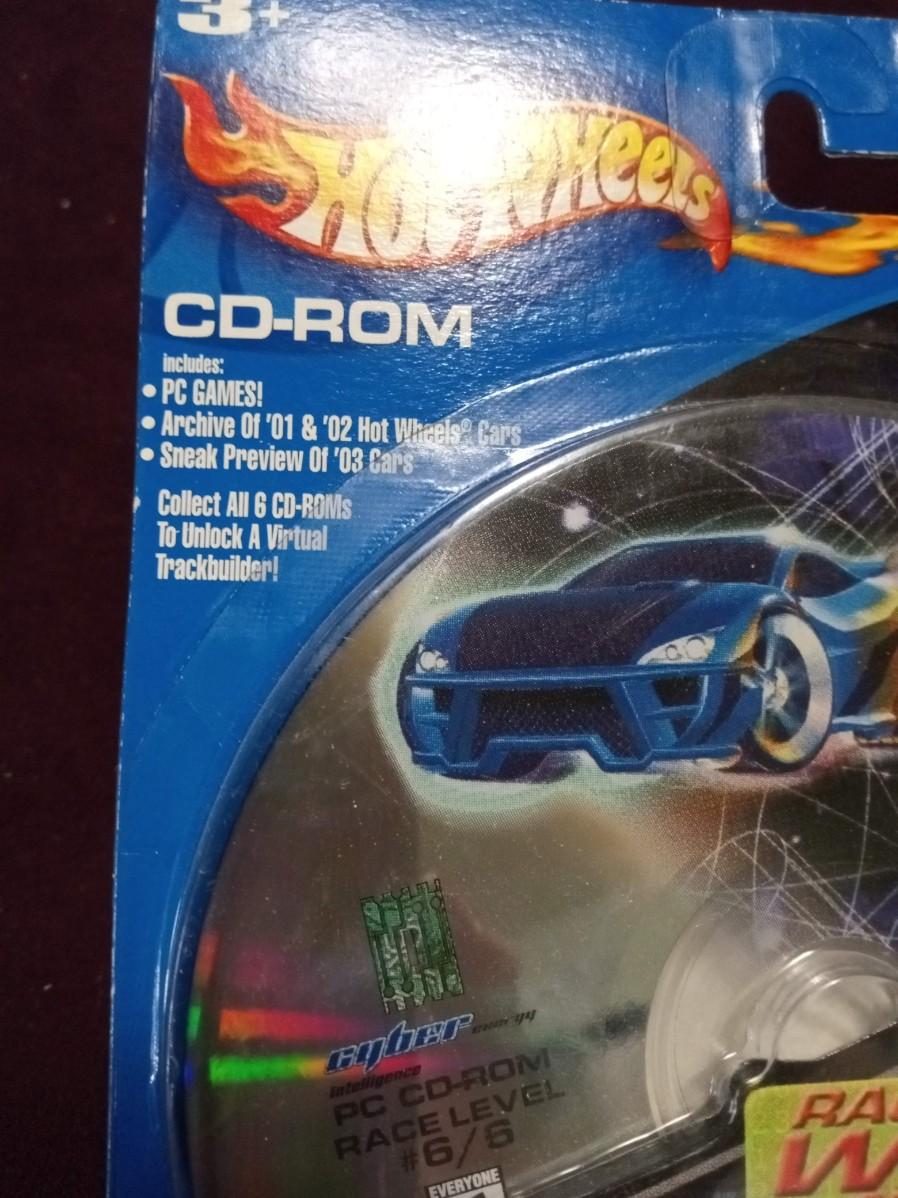 3+
HOT WHEELS
CD-ROM
includes:
• PC GAMES!
• Archive Of '01 & '02 Hot Wheels® Cars
• Sneak Preview Of '03 Cars
Collect All 6 CD-ROMs
To Unlock A Virtual
Trackbuilder!
cyber energy
intelligence
PC CD-ROM
RACE LEVEL
#6/6
EVERYONE